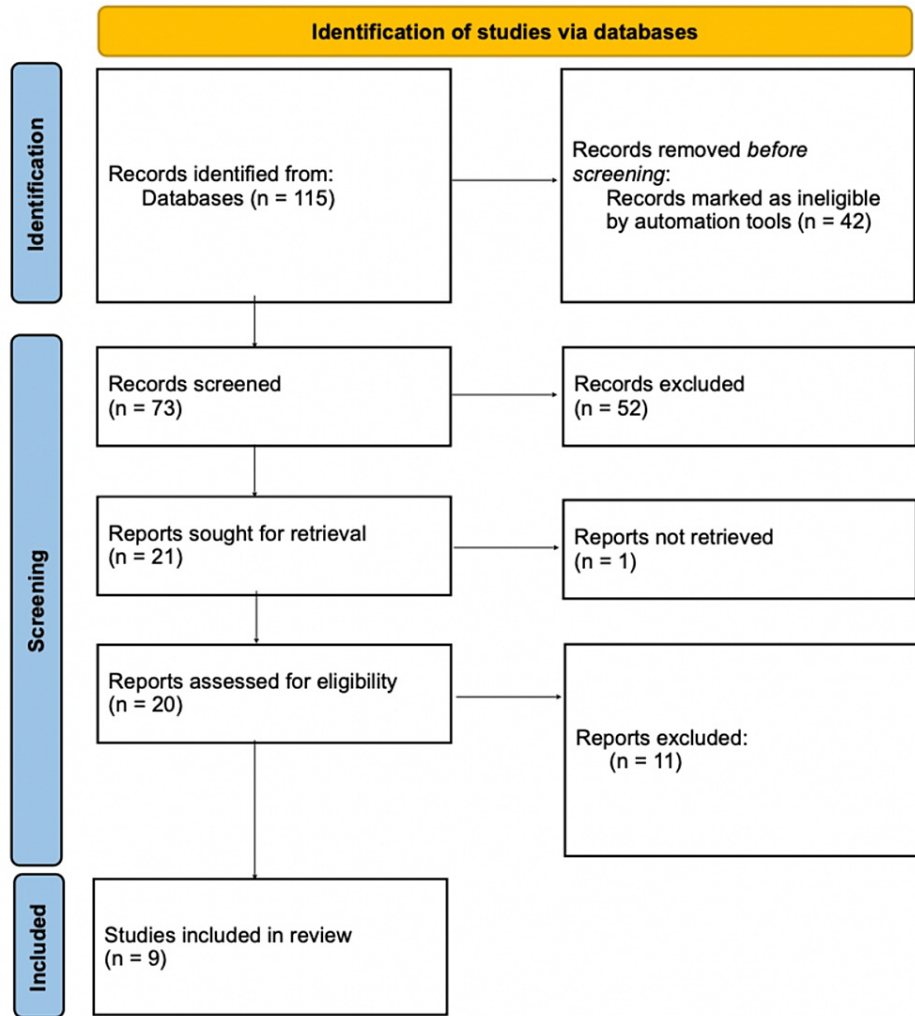 Identification of studies via databases
Identification
Records identified from:
Databases (n = 115)
Records removed before
screening:
Records marked as ineligible
by automation tools (n = 42)
Screening
Records screened
(n = 73)
Records excluded
(n = 52)
Reports sought for retrieval
(n = 21)
Reports not retrieved
(n = 1)
Reports assessed for eligibility
(n = 20)
Reports excluded:
(n = 11)
Included
Studies included in review
(n = 9)